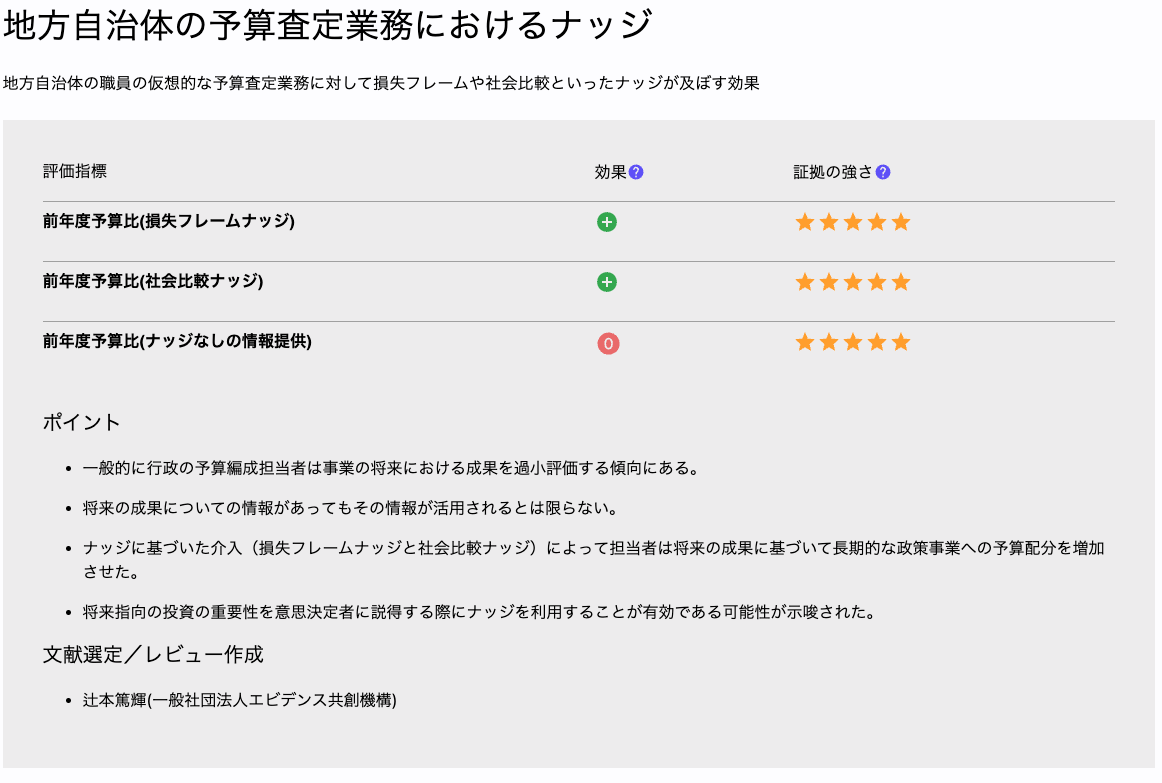 地方自治体の予算査定業務におけるナッジ
地方自治体の職員の仮想的な予算査定業務に対して損失フレームや社会比較といったナッジが及ぼす効果
評価指標 効果? 証拠の強さ?
前年度予算比(損失フレームナッジ) + ★★★★★
前年度予算比(社会比較ナッジ) + ★★★★★
前年度予算比(ナッジなしの情報提供) 0 ★★★★★
ポイント
• 一般的に行政の予算編成担当者は事業の将来における成果を過小評価する傾向にある。
• 将来の成果についての情報があってもその情報が活用されるとは限らない。
• ナッジに基づいた介入（損失フレームナッジと社会比較ナッジ）によって担当者は将来の成果に基づいて長期的な政策事業への予算配分を増加
させた。
• 将来指向の投資の重要性を意思決定者に説得する際にナッジを利用することが有効である可能性が示唆された。
文献選定／レビュー作成
• 辻本篤輝(一般社団法人エビデンス共創機構)